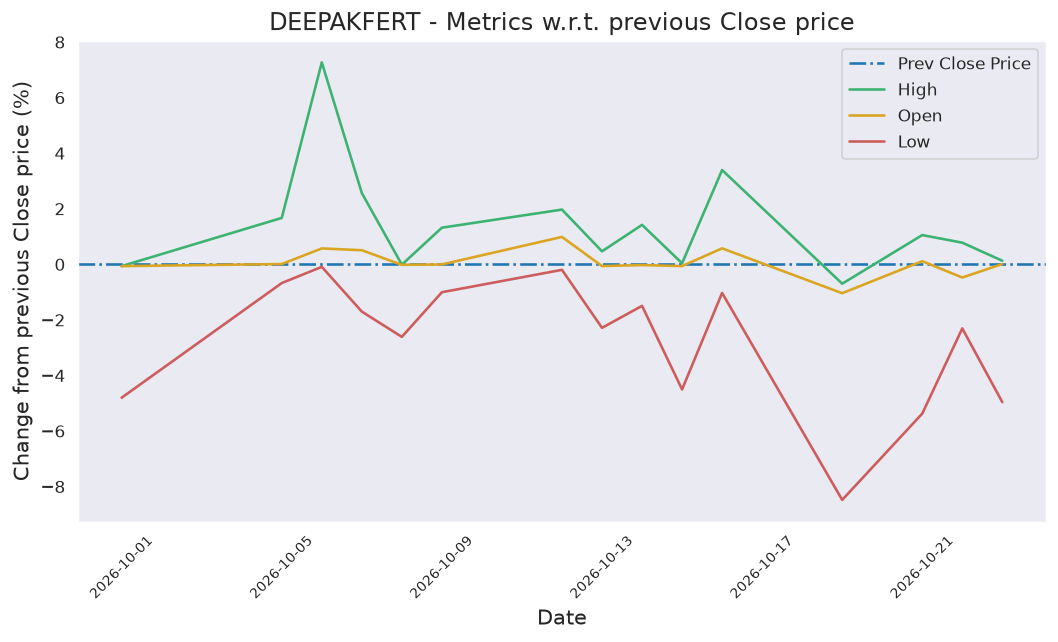 DEEPAKFERT - Metrics w.r.t. previous Close price
Change from previous Close price (%)
8
6
4
2
0
−2
−4
−6
−8
Prev Close Price
High
Open
Low
2026-10-01
2026-10-05
2026-10-09
2026-10-13
2026-10-17
2026-10-21
Date